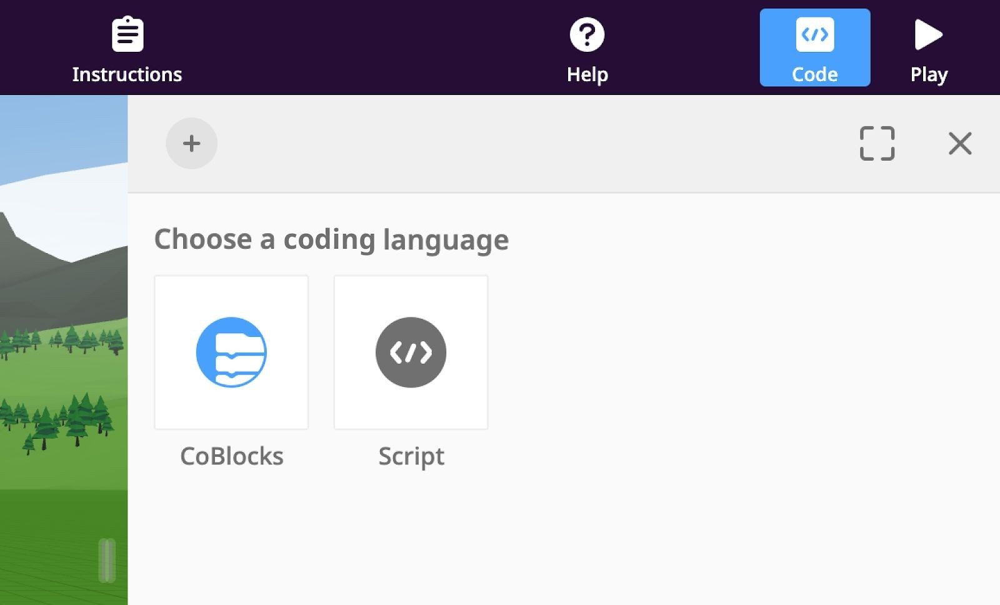 Instructions
Help
Code
Play
Choose a coding language
CoBlocks
Script